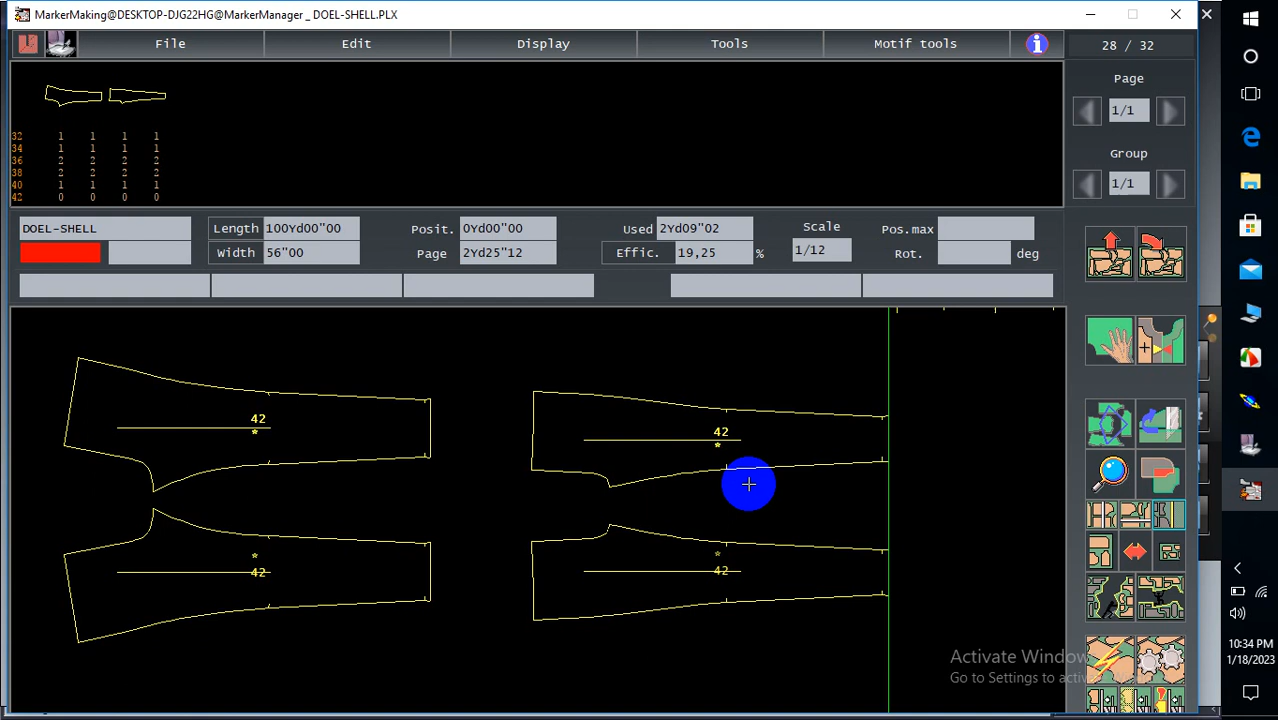 MarkerMaking@DESKTOP-DJG22HG@MarkerManager _ DOEL-SHELL.PLX
File Edit Display Tools Motif tools 28 / 32
Page
1/1
Group
1/1
32 1 1 1 1
34 1 1 1 1
36 2 2 2 2
38 2 2 2 2
40 1 1 1 1
42 0 0 0 0
DOEL-SHELL Length 100Yd00"00 Posit. 0Yd00"00 Used 2Yd09"02 Scale Pos.max
Width 56"00 Page 2Yd25"12 Effic. 19,25 % 1/12 Rot. deg
42
*
42
*
*
42
*
42
Activate Windows
Go to Settings to activ
10:34 PM
1/18/2023